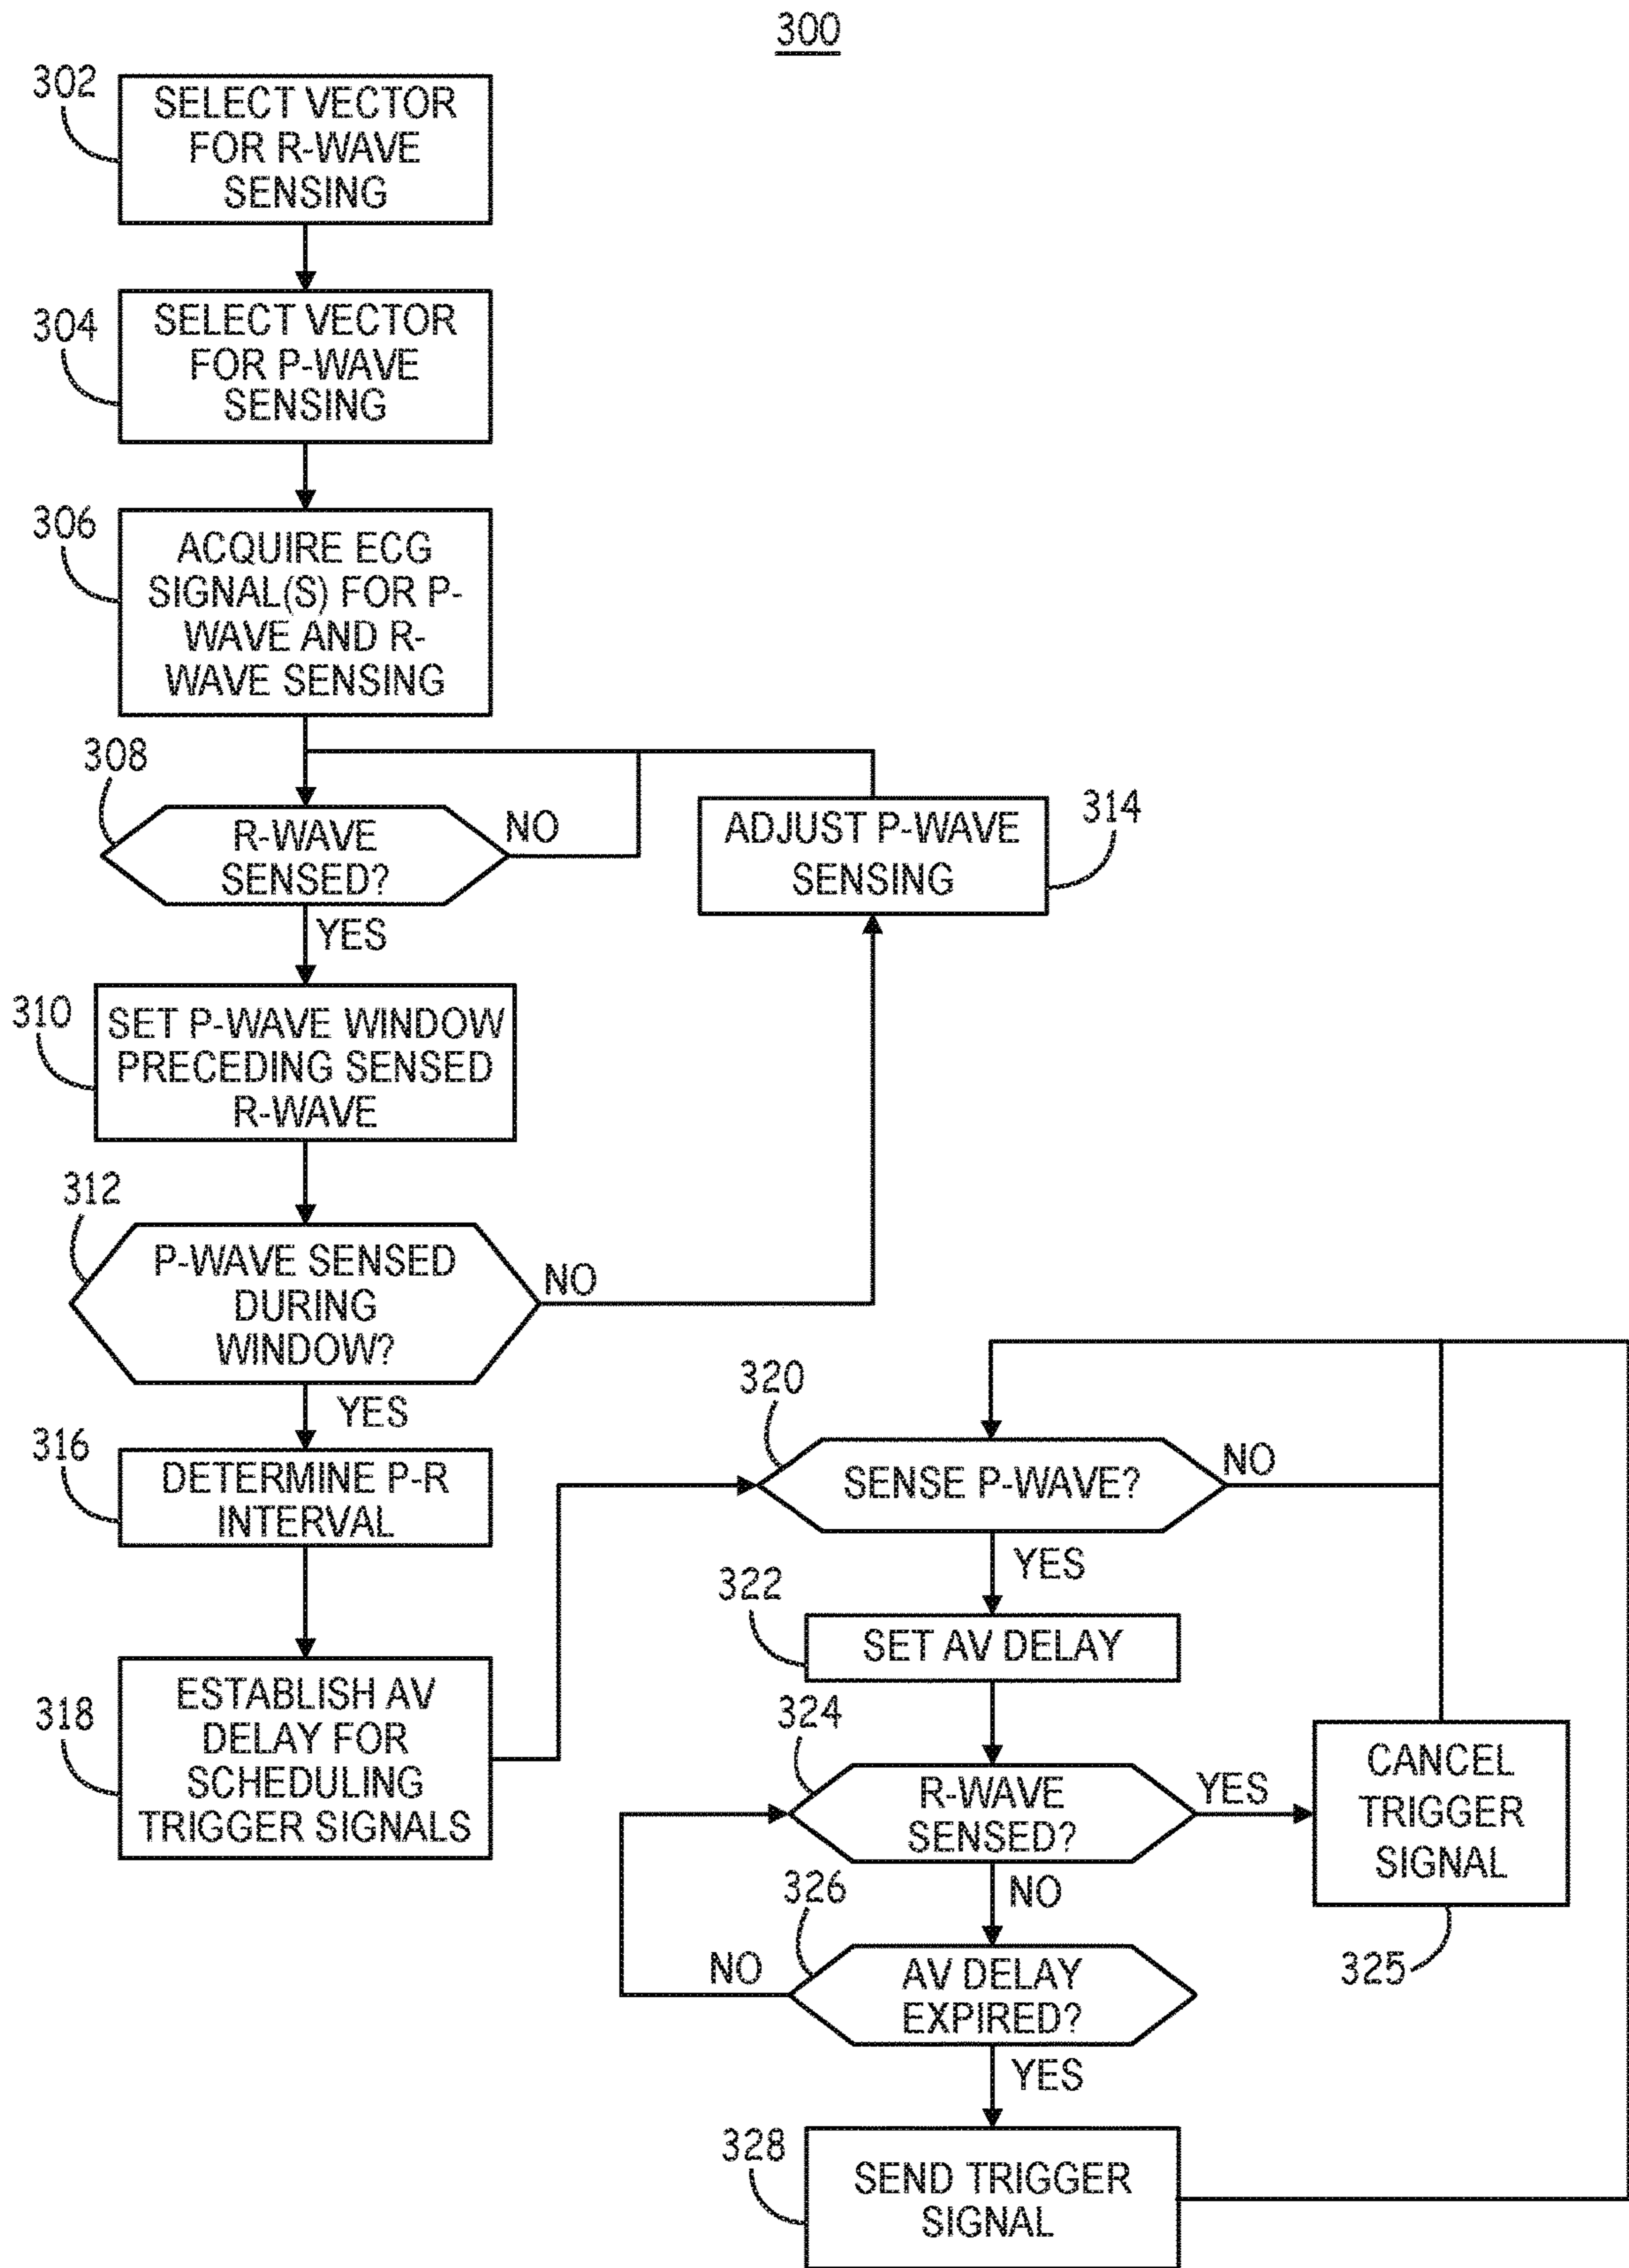 300
302
SELECT VECTOR
FOR R-WAVE
SENSING
304
SELECT VECTOR
FOR P-WAVE
SENSING
306
ACQUIRE ECG
SIGNAL(S) FOR P-
WAVE AND R-
WAVE SENSING
308
R-WAVE
SENSED?
NO
YES
314
ADJUST P-WAVE
SENSING
310
SET P-WAVE WINDOW
PRECEDING SENSED
R-WAVE
312
P-WAVE SENSED
DURING
WINDOW?
NO
YES
316
DETERMINE P-R
INTERVAL
318
ESTABLISH AV
DELAY FOR
SCHEDULING
TRIGGER SIGNALS
320
SENSE P-WAVE?
NO
YES
322
SET AV DELAY
324
R-WAVE
SENSED?
YES
NO
CANCEL
TRIGGER
SIGNAL
325
326
AV DELAY
EXPIRED?
NO
YES
328
SEND TRIGGER
SIGNAL